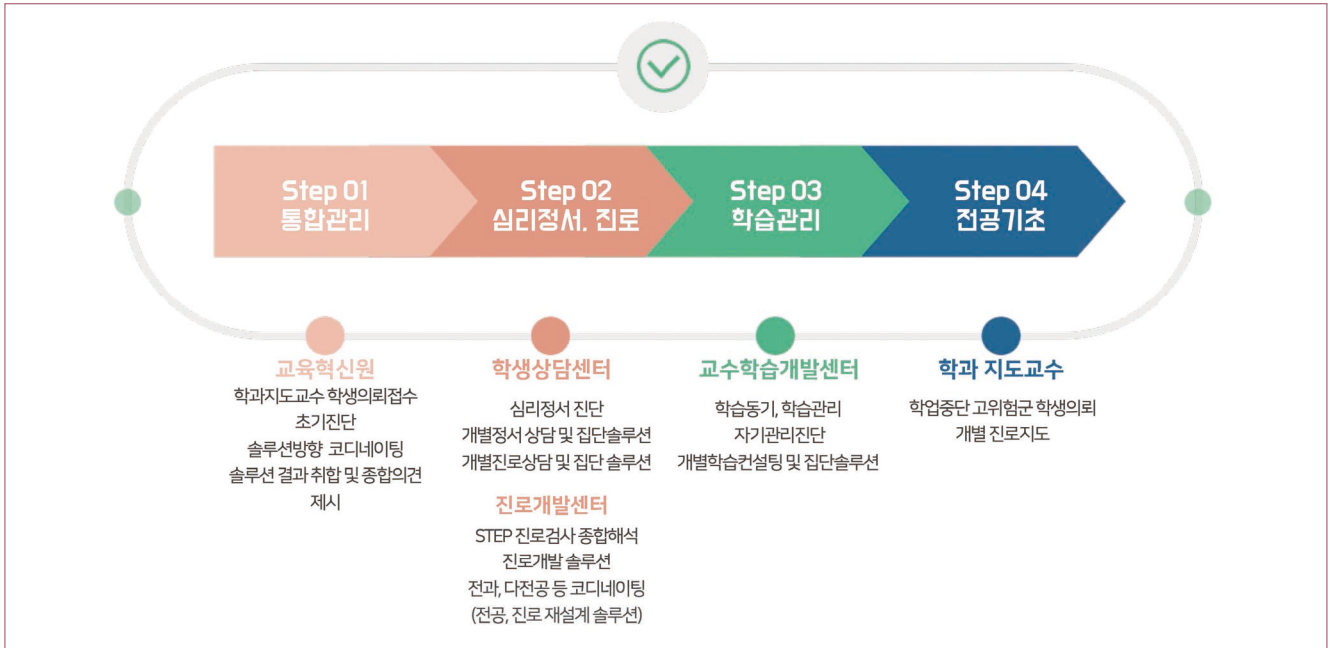 Step 01
통합관리
Step 02
심리정서, 진로
Step 03
학습관리
Step 04
전공기초
교육혁신원
학과지도교수 학생의뢰접수
초기진단
솔루션방향 코디네이팅
솔루션 결과 취합 및 종합의견
제시
학생상담센터
심리정서 진단
개별정서 상담 및 집단솔루션
개별진로상담 및 집단 솔루션
진로개발센터
STEP 진로검사 종합해석
진로개발 솔루션
전과, 다전공 등 코디네이팅
(전공, 진로 재설계 솔루션)
교수학습개발센터
학습동기, 학습관리
자기관리진단
개별학습컨설팅 및 집단솔루션
학과 지도교수
학업중단 고위험군 학생의뢰
개별 진로지도